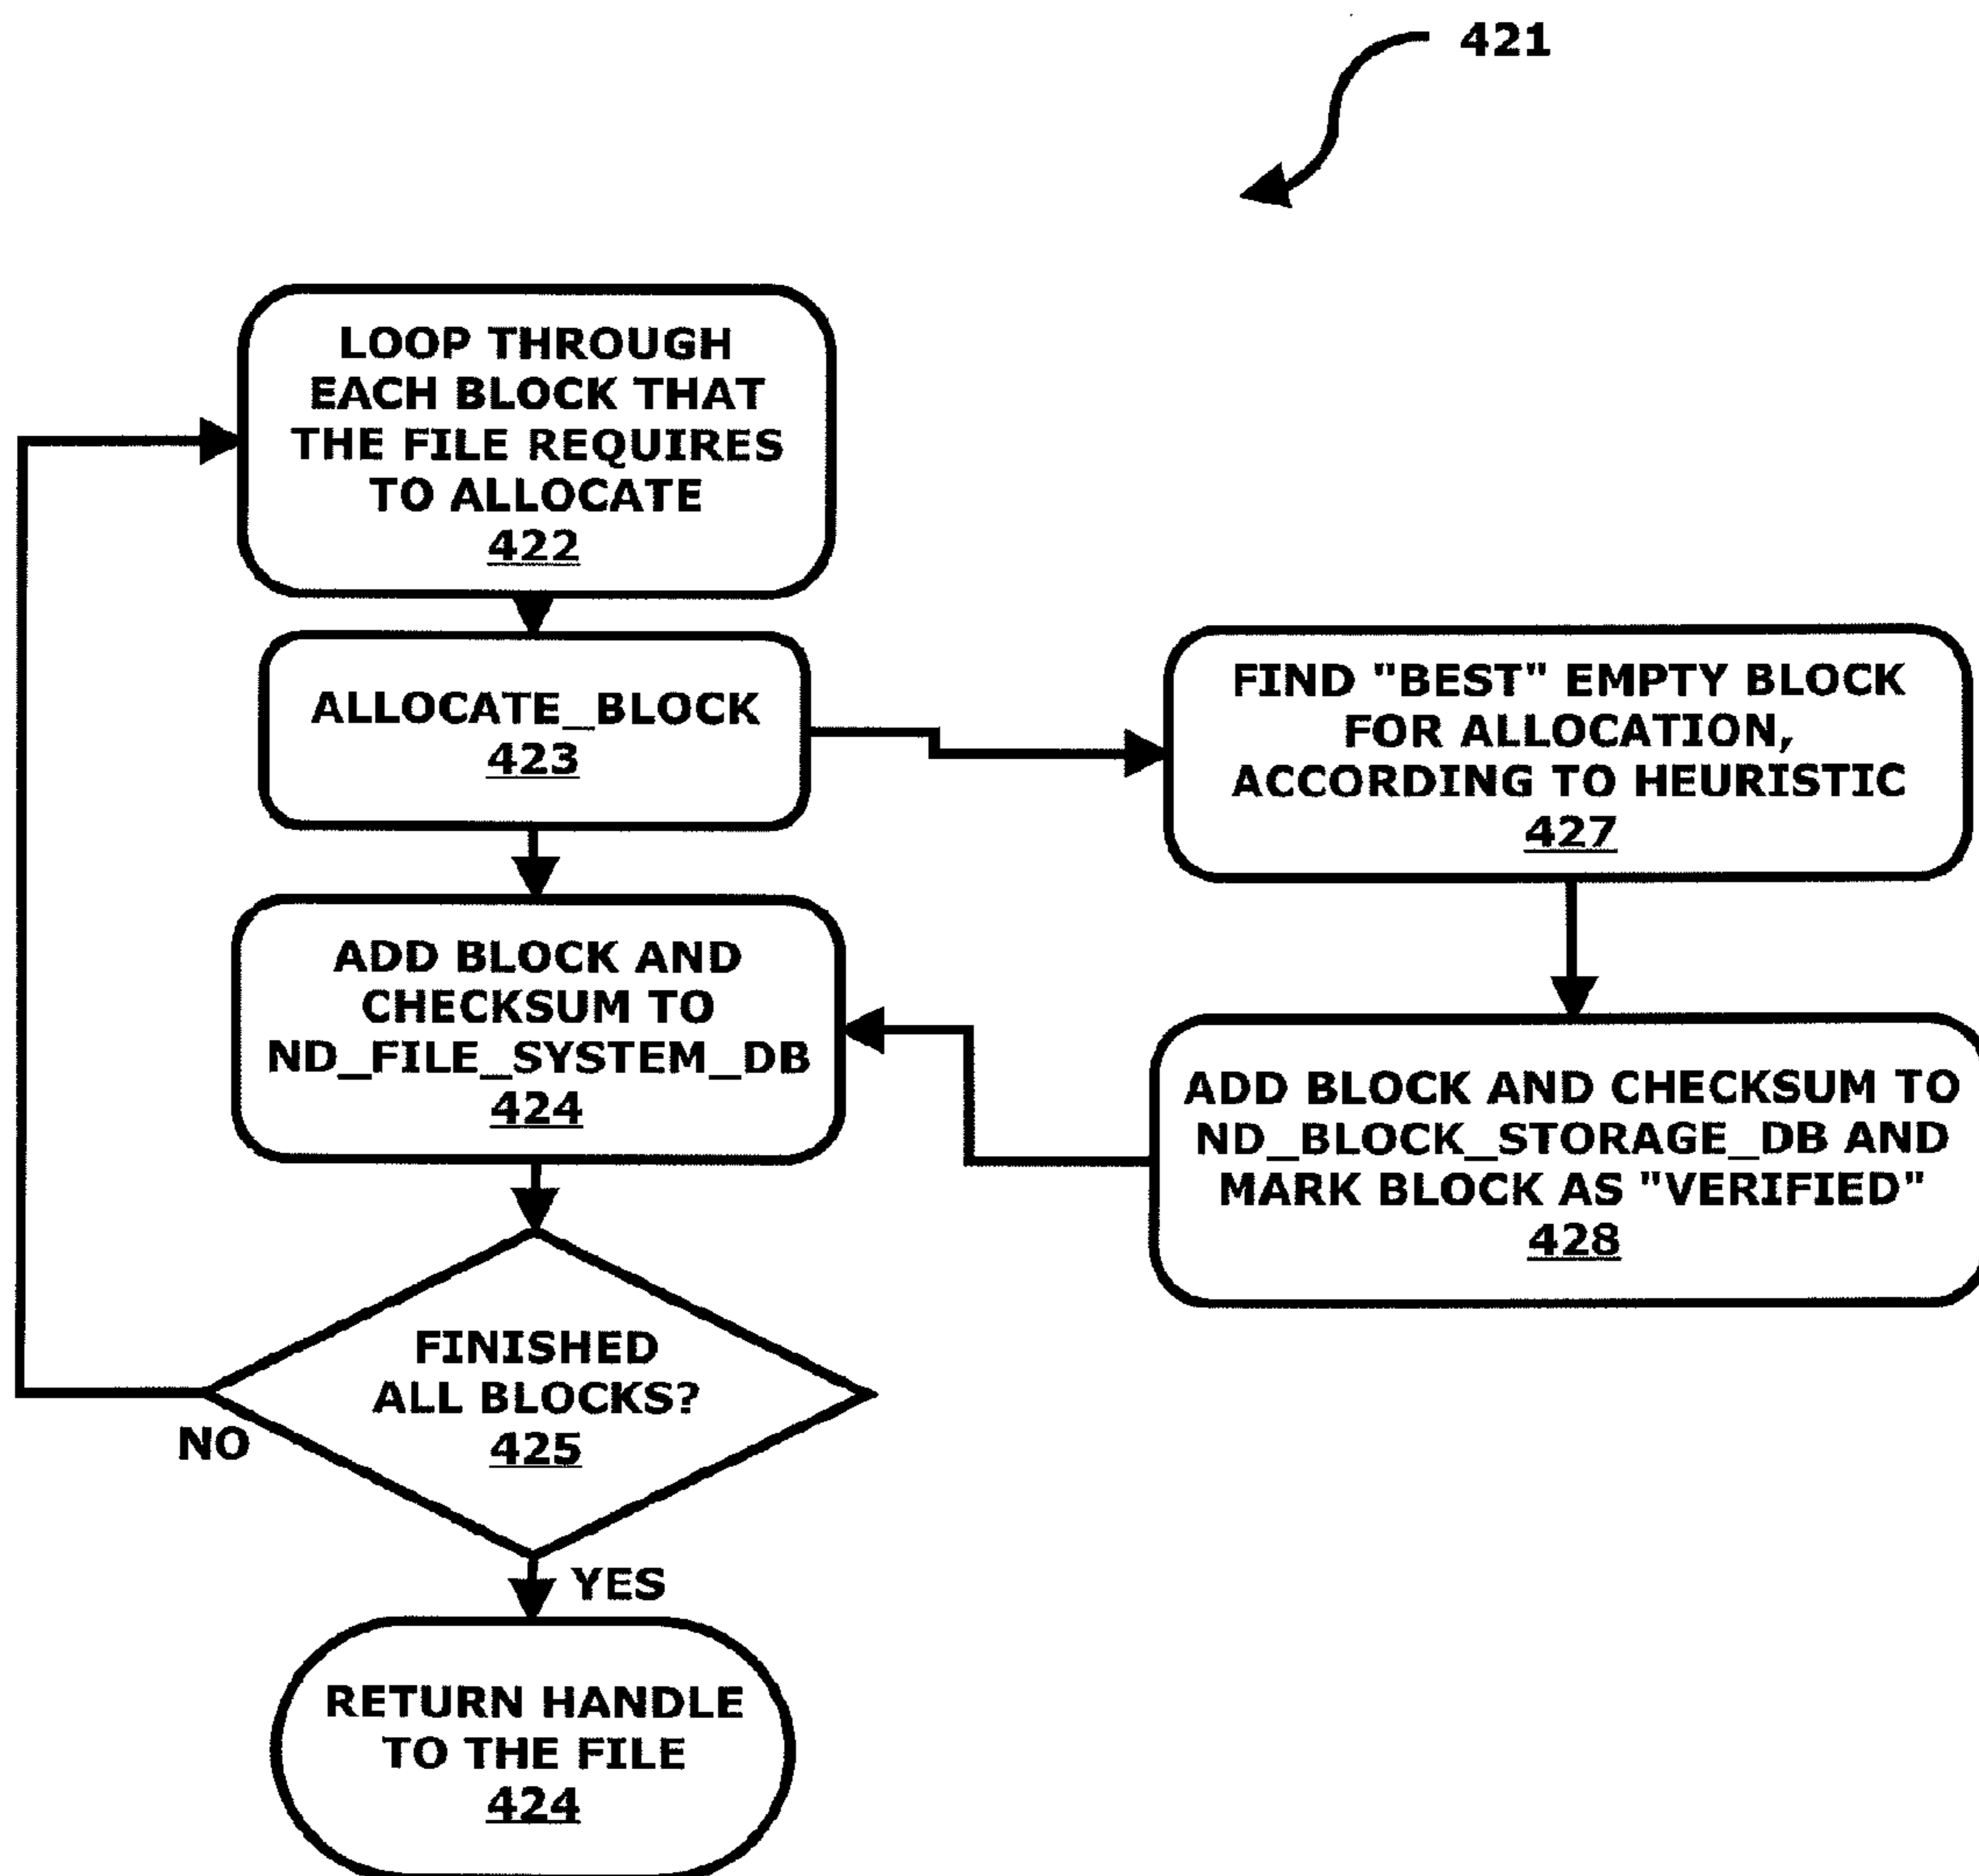 421
LOOP THROUGH
EACH BLOCK THAT
THE FILE REQUIRES
TO ALLOCATE
422
ALLOCATE_BLOCK
423
FIND "BEST" EMPTY BLOCK
FOR ALLOCATION,
ACCORDING TO HEURISTIC
427
ADD BLOCK AND
CHECKSUM TO
ND_FILE_SYSTEM_DB
424
ADD BLOCK AND CHECKSUM TO
ND_BLOCK_STORAGE_DB AND
MARK BLOCK AS "VERIFIED"
428
FINISHED
ALL BLOCKS?
425
NO
YES
RETURN HANDLE
TO THE FILE
424